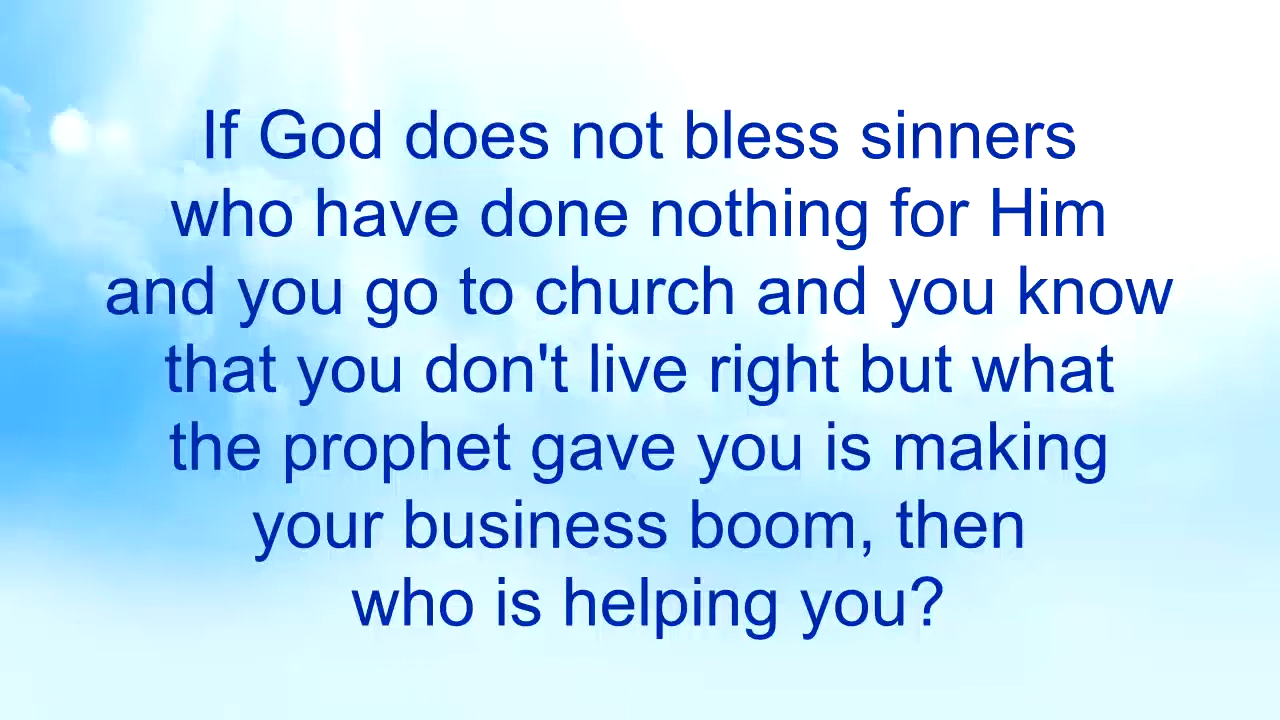 If God does not bless sinners
who have done nothing for Him
and you go to church and you know
that you don't live right but what
the prophet gave you is making
your business boom, then
who is helping you?